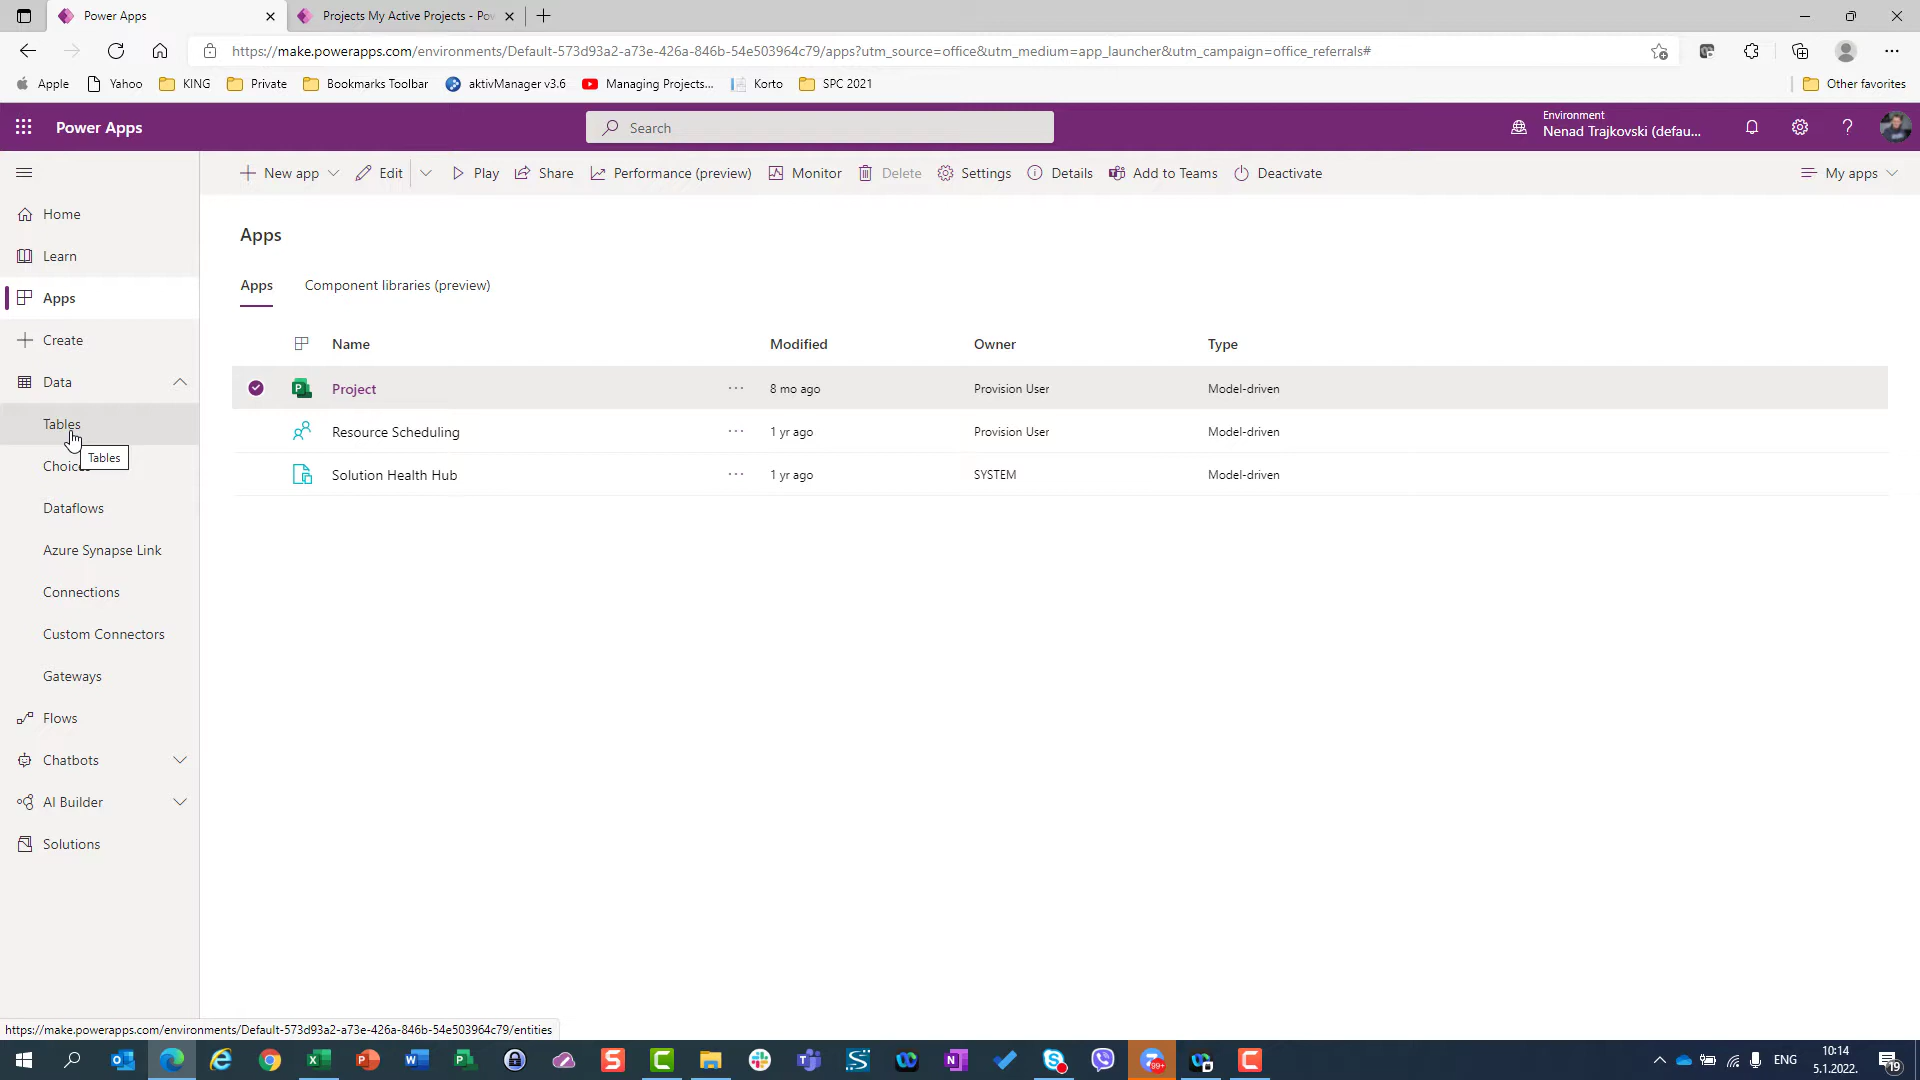 Power Apps
Projects My Active Projects - Pov
https://make.powerapps.com/environments/Default-573d93a2-a73e-426a-846b-54e503964c79/apps?utm_source=office&utm_medium=app_launcher&utm_campaign=office_referrals#
Apple
Yahoo
KING
Private
Bookmarks Toolbar
aktivManager v3.6
Managing Projects...
Korto
SPC 2021
Other favorites
Power Apps
Search
Environment
Nenad Trajkovski (defau...
New app
Edit
Play
Share
Performance (preview)
Monitor
Delete
Settings
Details
Add to Teams
Deactivate
My apps
Home
Learn
Apps
Create
Data
Tables
Tables
Dataflows
Azure Synapse Link
Connections
Custom Connectors
Gateways
Flows
Chatbots
AI Builder
Solutions
Apps
Apps
Component libraries (preview)
Name Modified Owner Type
Project ... 8 mo ago Provision User Model-driven
Resource Scheduling ... 1 yr ago Provision User Model-driven
Solution Health Hub ... 1 yr ago SYSTEM Model-driven
https://make.powerapps.com/environments/Default-573d93a2-a73e-426a-846b-54e503964c79/entities
99+
ENG
10:14
5.1.2022.
19